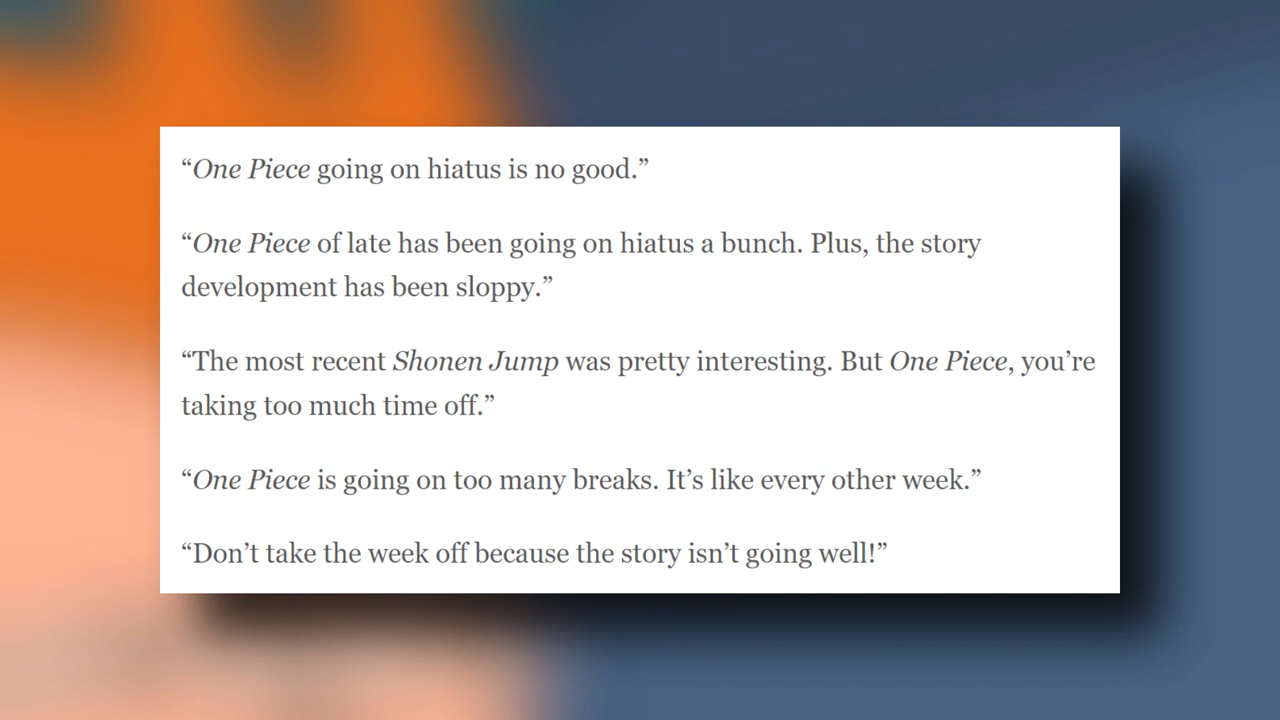 “One Piece going on hiatus is no good.”
“One Piece of late has been going on hiatus a bunch. Plus, the story
development has been sloppy.”
“The most recent Shonen Jump was pretty interesting. But One Piece, you’re
taking too much time off.”
“One Piece is going on too many breaks. It’s like every other week.”
“Don’t take the week off because the story isn’t going well!”